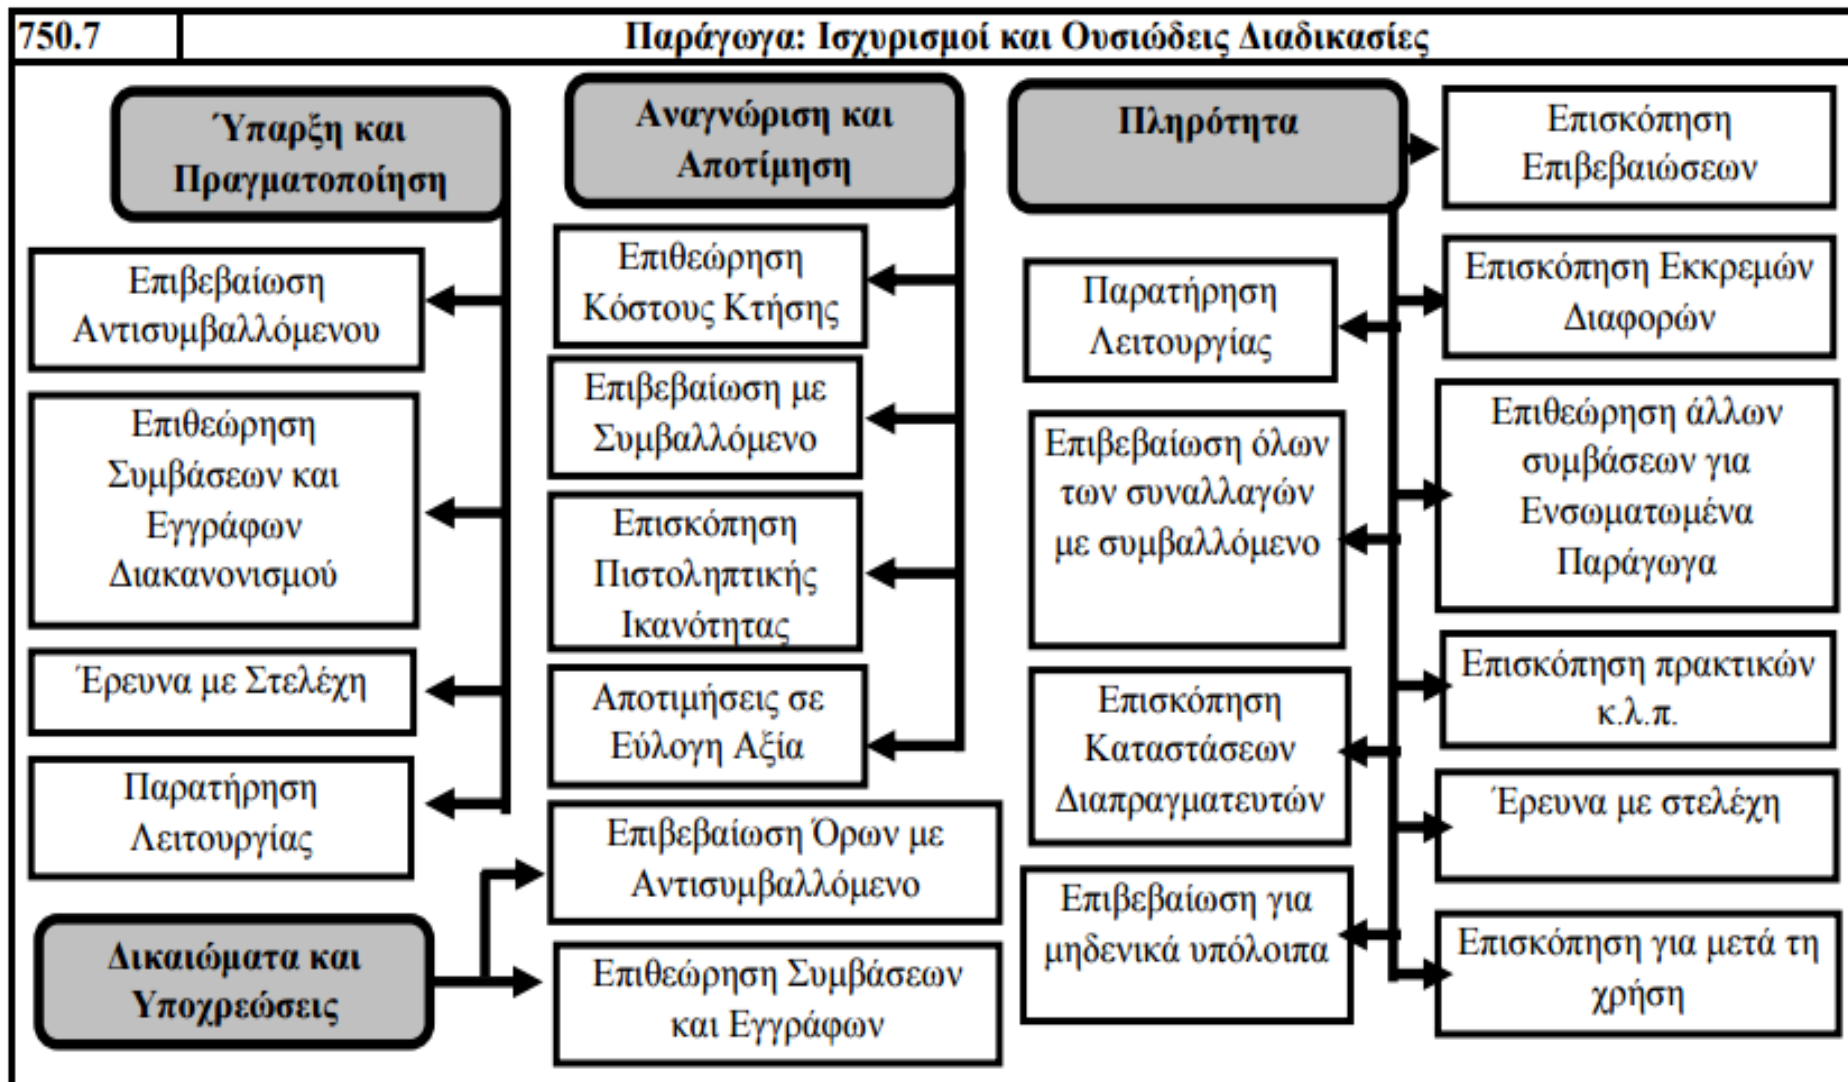 750.7
Παράγωγα: Ισχυρισμοί και Ουσιώδεις Διαδικασίες
Ύπαρξη και
Πραγματοποίηση
Επιβεβαίωση
Αντισυμβαλλόμενου
Επιθεώρηση
Συμβάσεων και
Εγγράφων
Διακανονισμού
Έρευνα με Στελέχη
Παρατήρηση
Λειτουργίας
Δικαιώματα και
Υποχρεώσεις
Αναγνώριση και
Αποτίμηση
Επιθεώρηση
Κόστους Κτήσης
Επιβεβαίωση με
Συμβαλλόμενο
Επισκόπηση
Πιστοληπτικής
Ικανότητας
Αποτιμήσεις σε
Εύλογη Αξία
Επιβεβαίωση Όρων με
Αντισυμβαλλόμενο
Επιθεώρηση Συμβάσεων
και Εγγράφων
Πληρότητα
Παρατήρηση
Λειτουργίας
Επιβεβαίωση όλων
των συναλλαγών
με συμβαλλόμενο
Επισκόπηση
Καταστάσεων
Διαπραγματευτών
Επιβεβαίωση για
μηδενικά υπόλοιπα
Επισκόπηση
Επιβεβαιώσεων
Επισκόπηση Εκκρεμών
Διαφορών
Επιθεώρηση άλλων
συμβάσεων για
Ενσωματωμένα
Παράγωγα
Επισκόπηση πρακτικών
κ.λ.π.
Έρευνα με στελέχη
Επισκόπηση για μετά τη
χρήση